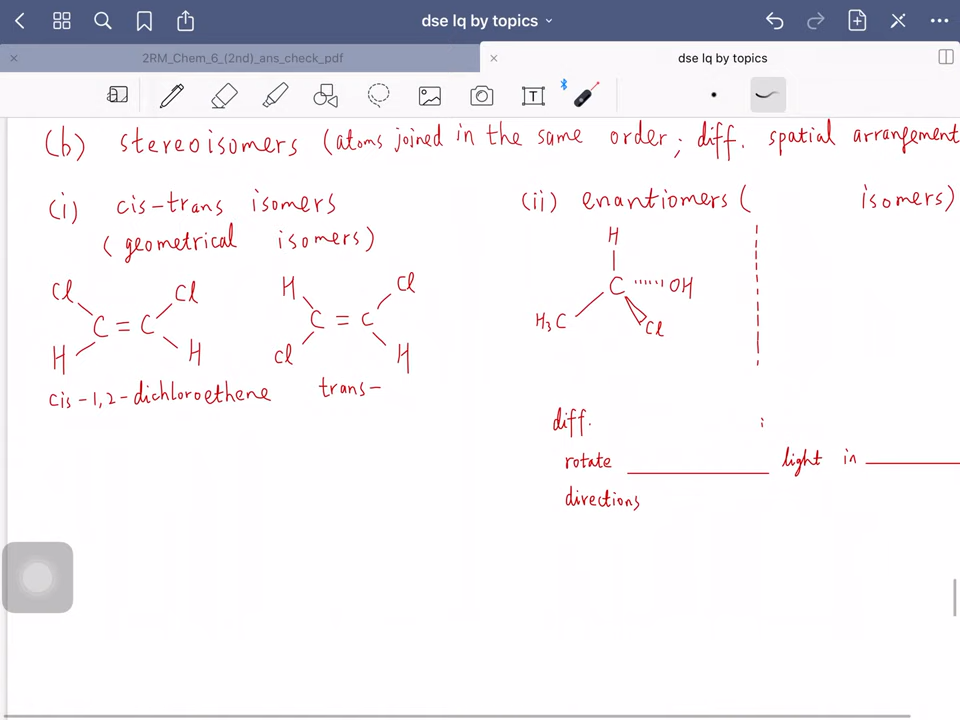 dse lq by topics
2RM_Chem_6_(2nd)_ans_check_pdf
dse lq by topics
T
(b) stereoisomers (atoms joined in the same order; diff. spatial arrangement
(i) cis-trans isomers
(geometrical isomers)
Cl Cl
C = C
H H
cis-1,2-dichloroethene
H Cl
C = C
Cl H
trans-
(ii) enantiomers ( isomers)
H
C OH
H3C Cl
diff. :
rotate ________ light in ________
directions